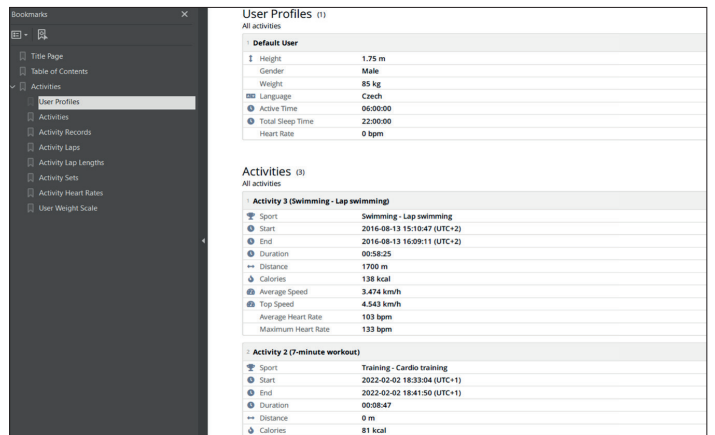 Bookmarks
Title Page
Table of Contents
Activities
User Profiles
Activities
Activity Records
Activity Laps
Activity Lap Lengths
Activity Sets
Activity Heart Rates
User Weight Scale
User Profiles (1)
All activities
1 Default User
Height 1.75 m
Gender Male
Weight 85 kg
Language Czech
Active Time 06:00:00
Total Sleep Time 22:00:00
Heart Rate 0 bpm
Activities (3)
All activities
1 Activity 3 (Swimming - Lap swimming)
Sport Swimming - Lap swimming
Start 2016-08-13 15:10:47 (UTC+2)
End 2016-08-13 16:09:11 (UTC+2)
Duration 00:58:25
Distance 1700 m
Calories 138 kcal
Average Speed 3.474 km/h
Top Speed 4.543 km/h
Average Heart Rate 103 bpm
Maximum Heart Rate 133 bpm
2 Activity 2 (7-minute workout)
Sport Training - Cardio training
Start 2022-02-02 18:33:04 (UTC+1)
End 2022-02-02 18:41:50 (UTC+1)
Duration 00:08:47
Distance 0 m
Calories 81 kcal